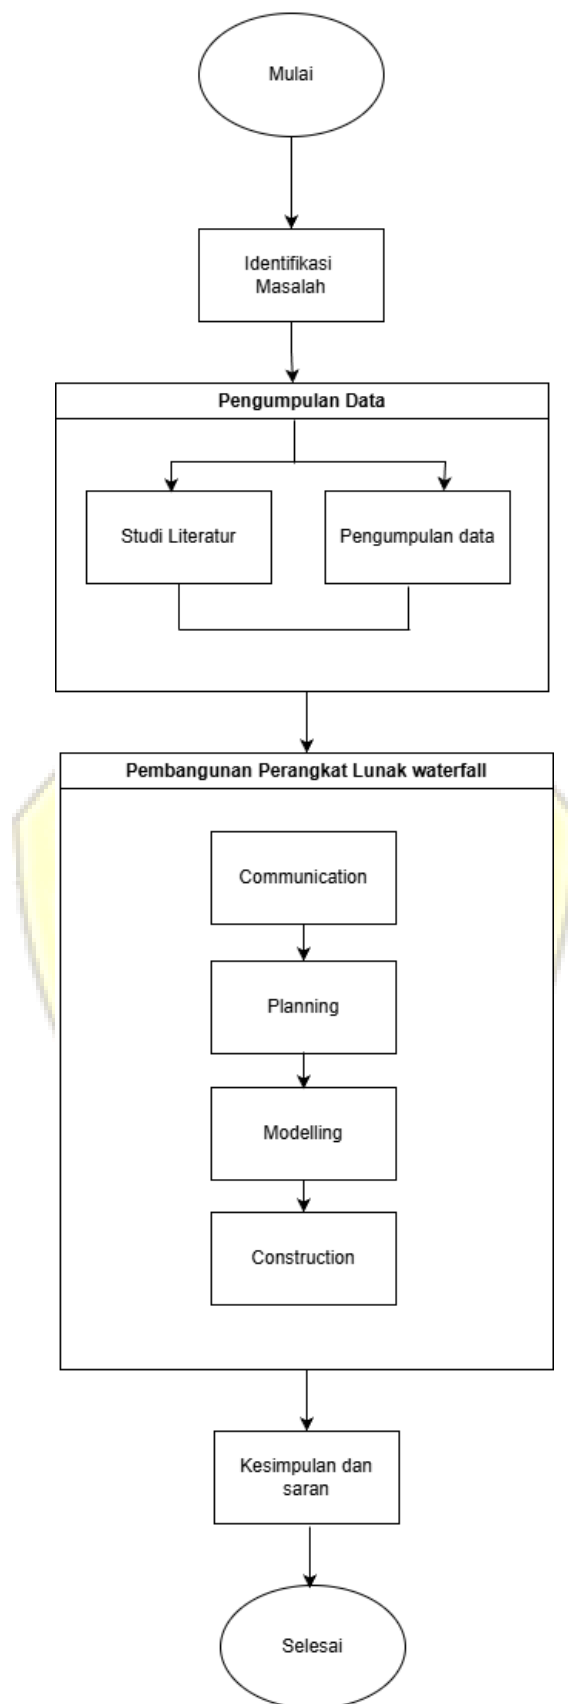 Mulai
Identifikasi
Masalah
Pengumpulan Data
Studi Literatur
Pengumpulan data
Pembangunan Perangkat Lunak waterfall
Communication
Planning
Modelling
Construction
Kesimpulan dan
saran
Selesai